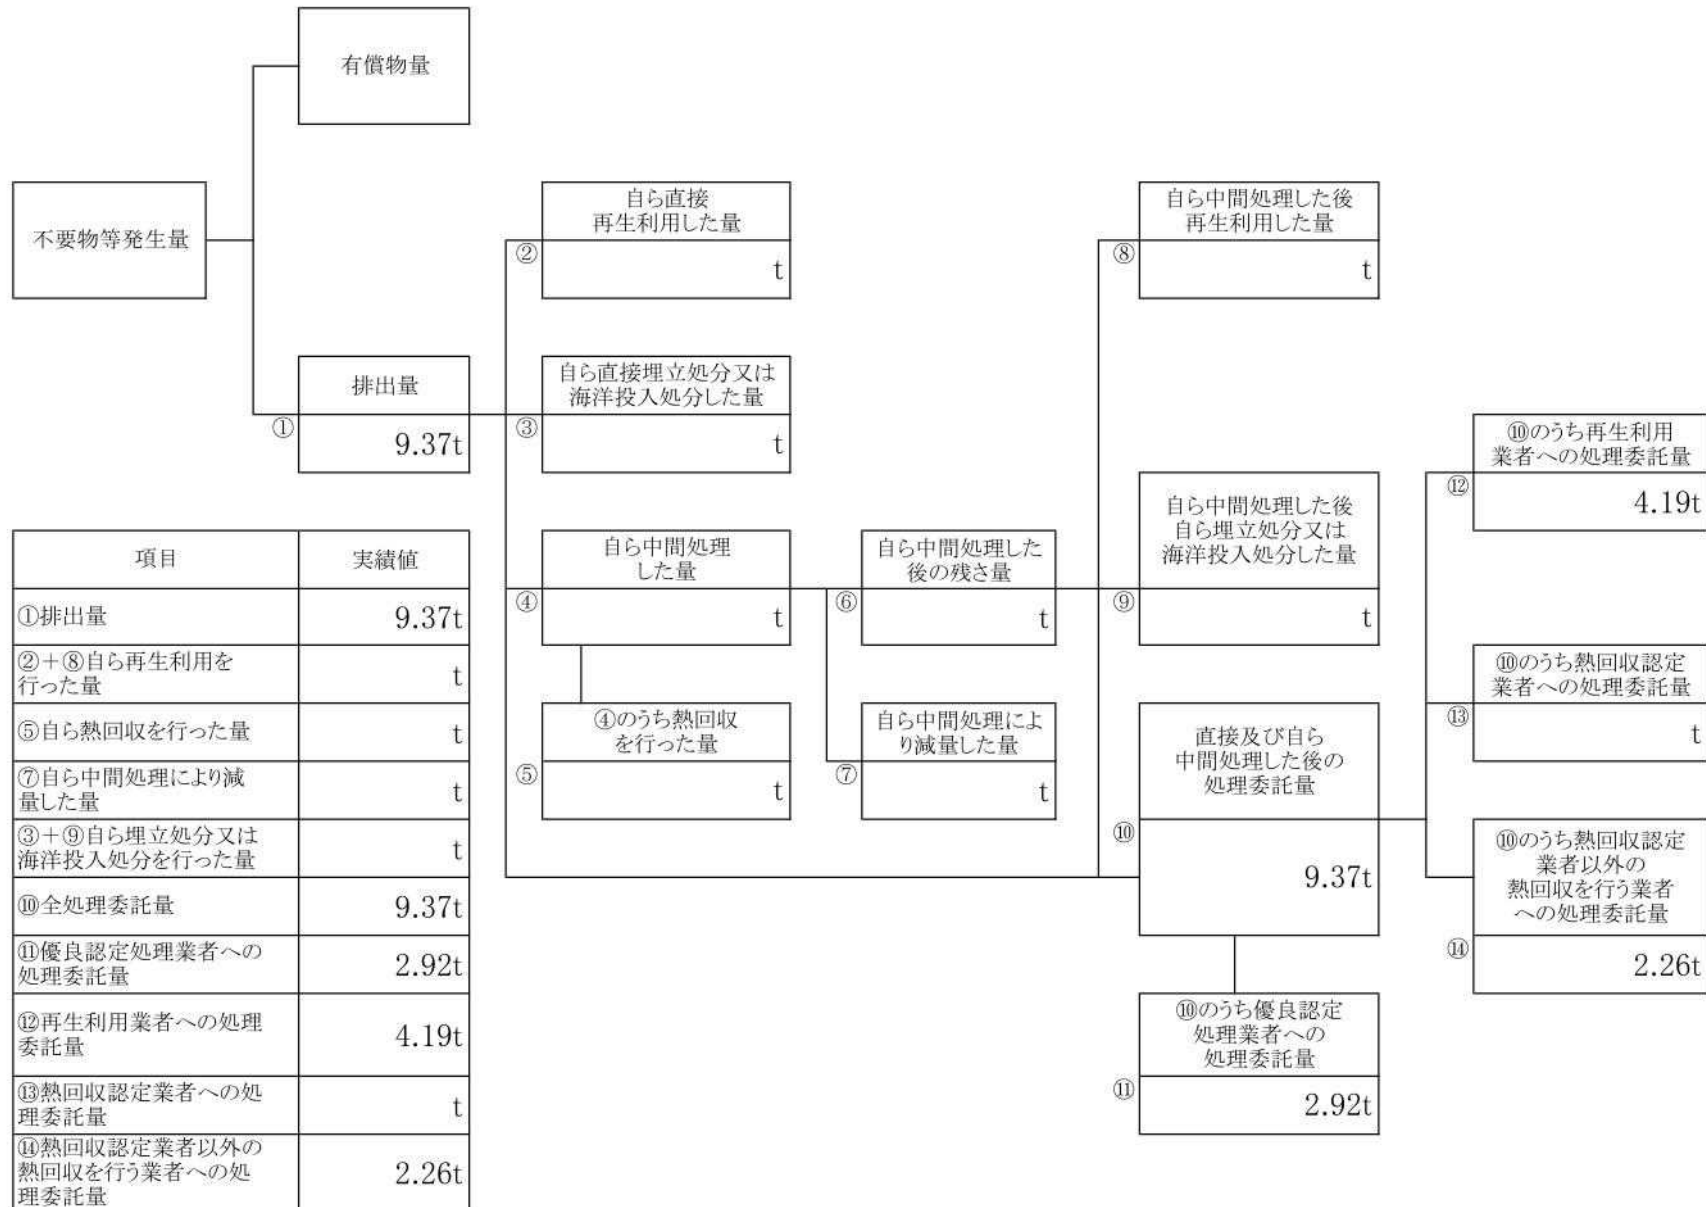 有償物量
不要物等発生量
自ら直接
再生利用した量
②
t
自ら中間処理した後
再生利用した量
⑧
t
排出量
①
9.37t
自ら直接埋立処分又は
海洋投入処分した量
③
t
⑩のうち再生利用
業者への処理委託量
⑫
4.19t
自ら中間処理
した量
④
t
自ら中間処理した
後の残さ量
⑥
t
自ら中間処理した後
自ら埋立処分又は
海洋投入処分した量
⑨
t
⑩のうち熱回収認定
業者への処理委託量
⑬
t
④のうち熱回収
を行った量
⑤
t
自ら中間処理によ
り減量した量
⑦
t
直接及び自ら
中間処理した後の
処理委託量
⑩
9.37t
⑩のうち熱回収認定
業者以外の
熱回収を行う業者
への処理委託量
⑭
2.26t
⑩のうち優良認定
処理業者への
処理委託量
⑪
2.92t
項目 実績値
①排出量 9.37t
②+⑧自ら再生利用を
行った量 t
⑤自ら熱回収を行った量 t
⑦自ら中間処理により減
量した量 t
③+⑨自ら埋立処分又は
海洋投入処分を行った量 t
⑩全処理委託量 9.37t
⑪優良認定処理業者への
処理委託量 2.92t
⑫再生利用業者への処理
委託量 4.19t
⑬熱回収認定業者への処
理委託量 t
⑭熱回収認定業者以外の
熱回収を行う業者への処
理委託量 2.26t